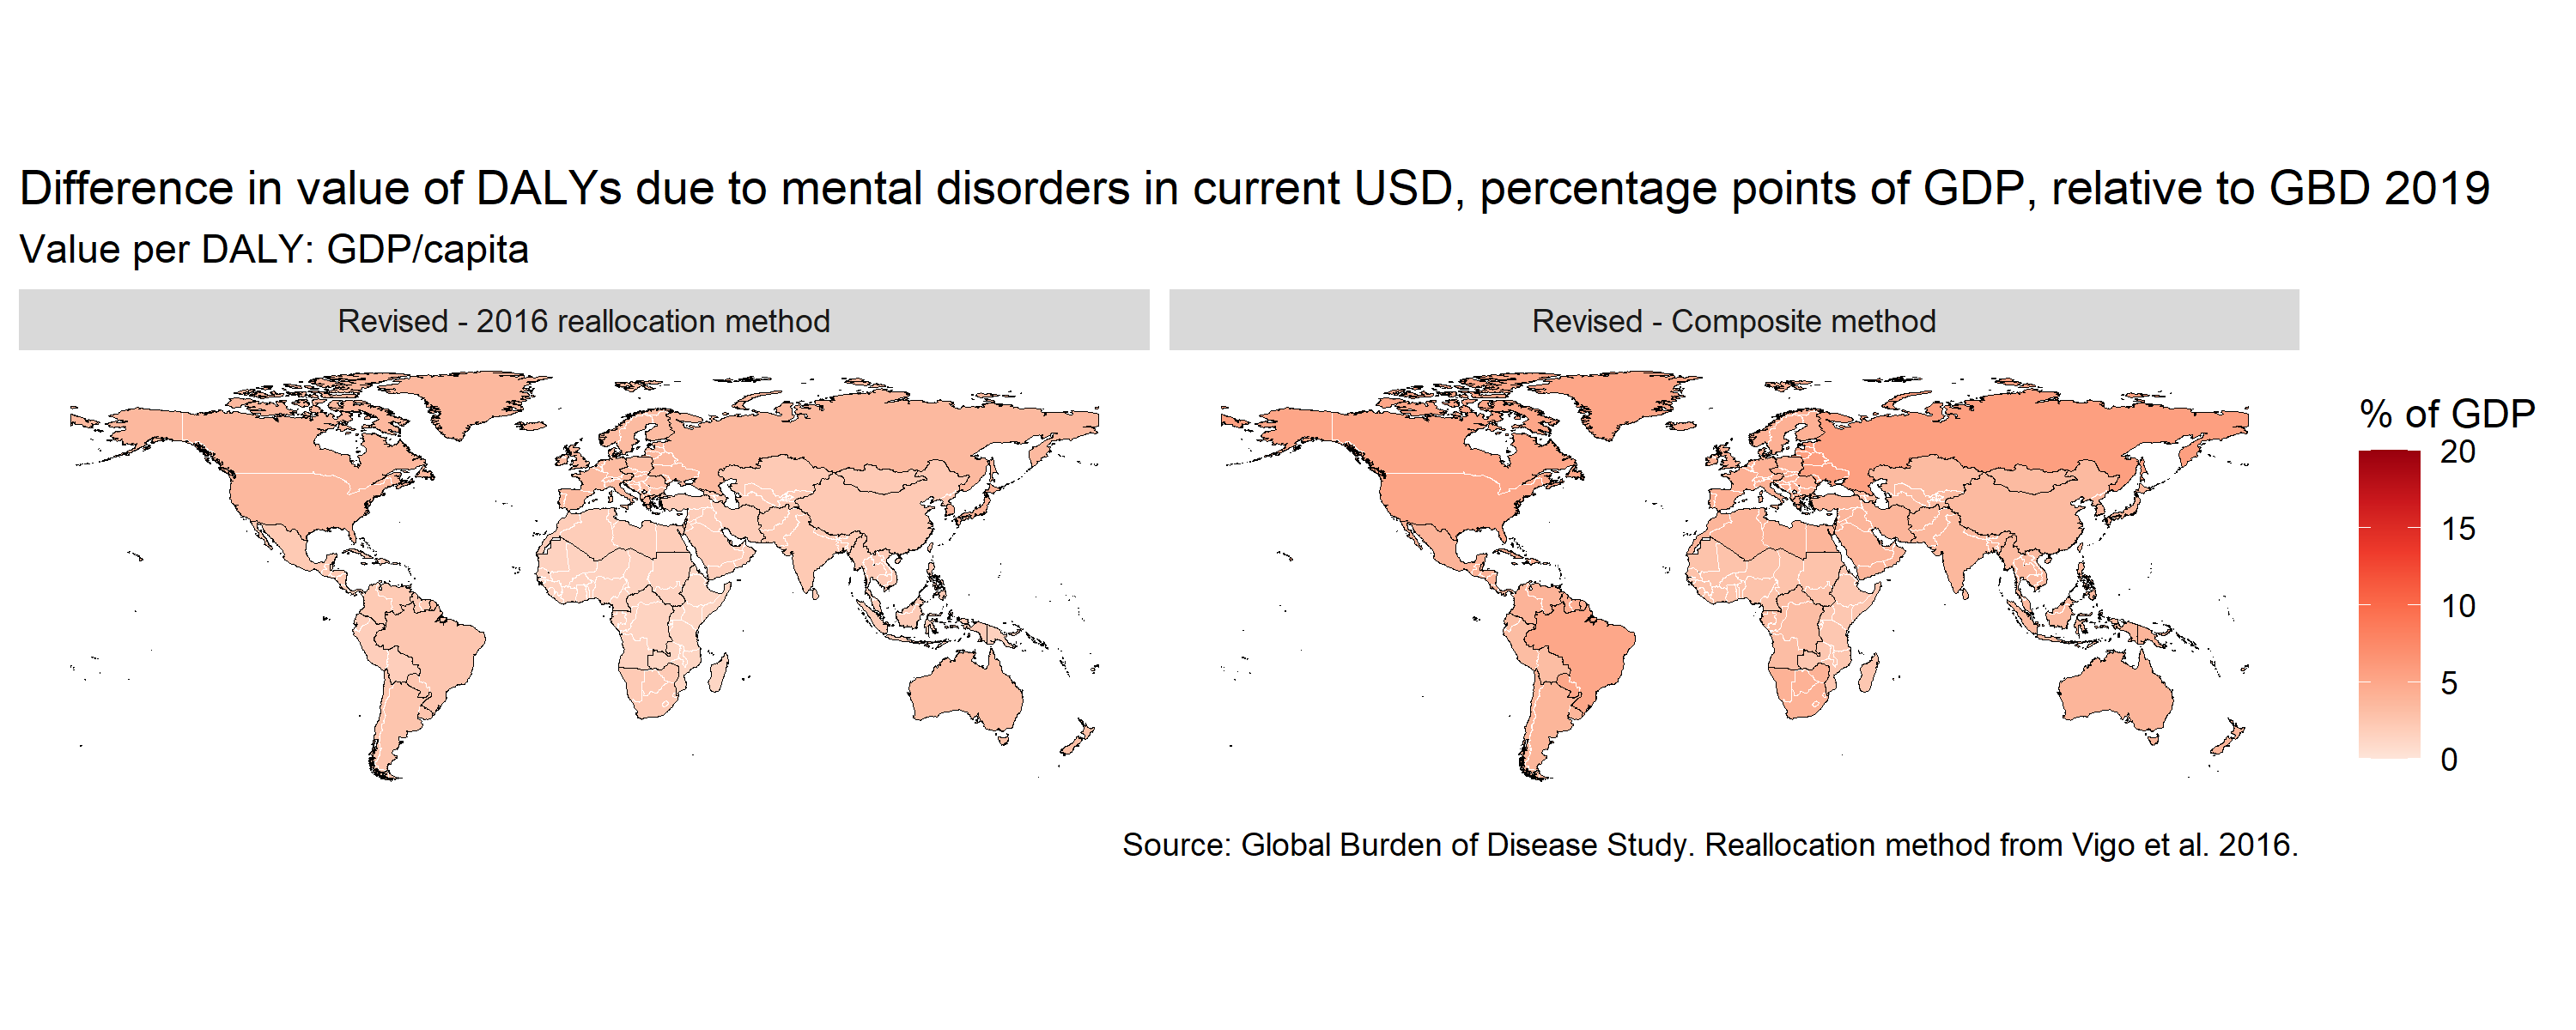 Difference in value of DALYs due to mental disorders in current USD, percentage points of GDP, relative to GBD 2019
Value per DALY: GDP/capita
Revised - 2016 reallocation method
Revised - Composite method
% of GDP
20
15
10
5
0
Source: Global Burden of Disease Study. Reallocation method from Vigo et al. 2016.